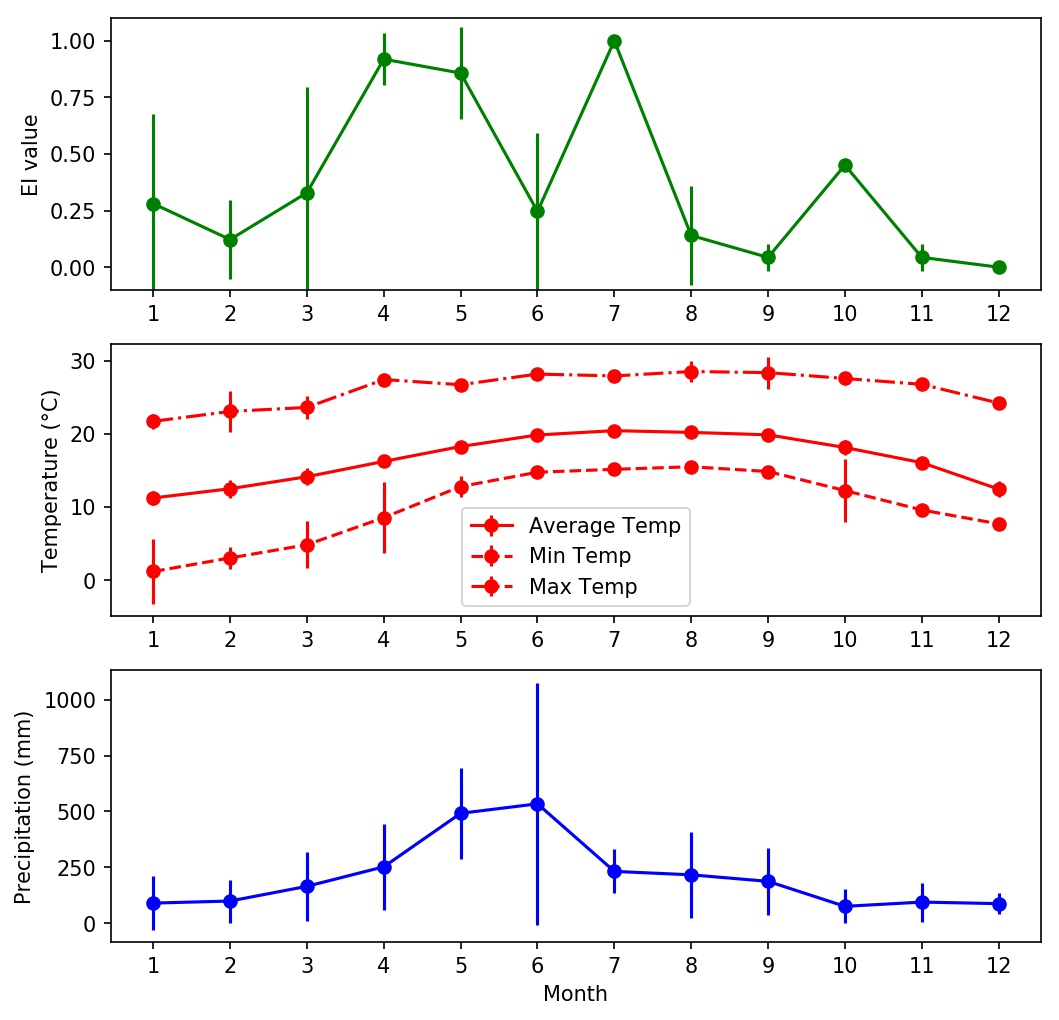 EI value
1.00
0.75
0.50
0.25
0.00
1 2 3 4 5 6 7 8 9 10 11 12
Temperature (°C)
30
20
10
0
Average Temp
Min Temp
Max Temp
1 2 3 4 5 6 7 8 9 10 11 12
Precipitation (mm)
1000
750
500
250
0
1 2 3 4 5 6 7 8 9 10 11 12
Month